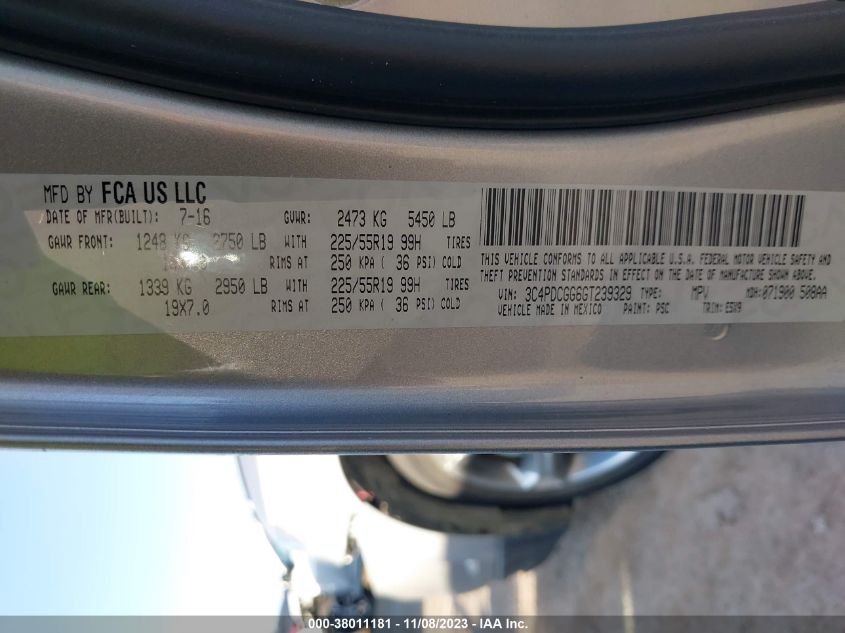 MFD BY FCA US LLC
DATE OF MFR(BUILT): 7-16 GVWR: 2473 KG 5450 LB
GAWR FRONT: 1248 KG 2750 LB WITH 225/55R19 99H TIRES
RIMS AT 250 KPA ( 36 PSI) COLD
GAWR REAR: 1339 KG 2950 LB WITH 225/55R19 99H TIRES
19X7.0 RIMS AT 250 KPA ( 36 PSI) COLD
THIS VEHICLE CONFORMS TO ALL APPLICABLE U.S.A. FEDERAL MOTOR VEHICLE SAFETY AND
THEFT PREVENTION STANDARDS IN EFFECT ON THE DATE OF MANUFACTURE SHOWN ABOVE.
VIN: 3C4PDCGG6GT239329 TYPE: MPV MDH: 071900 508AA
VEHICLE MADE IN MEXICO PAINT: PSC TRIM: E5X9
000-38011181 - 11/08/2023 - IAA Inc.